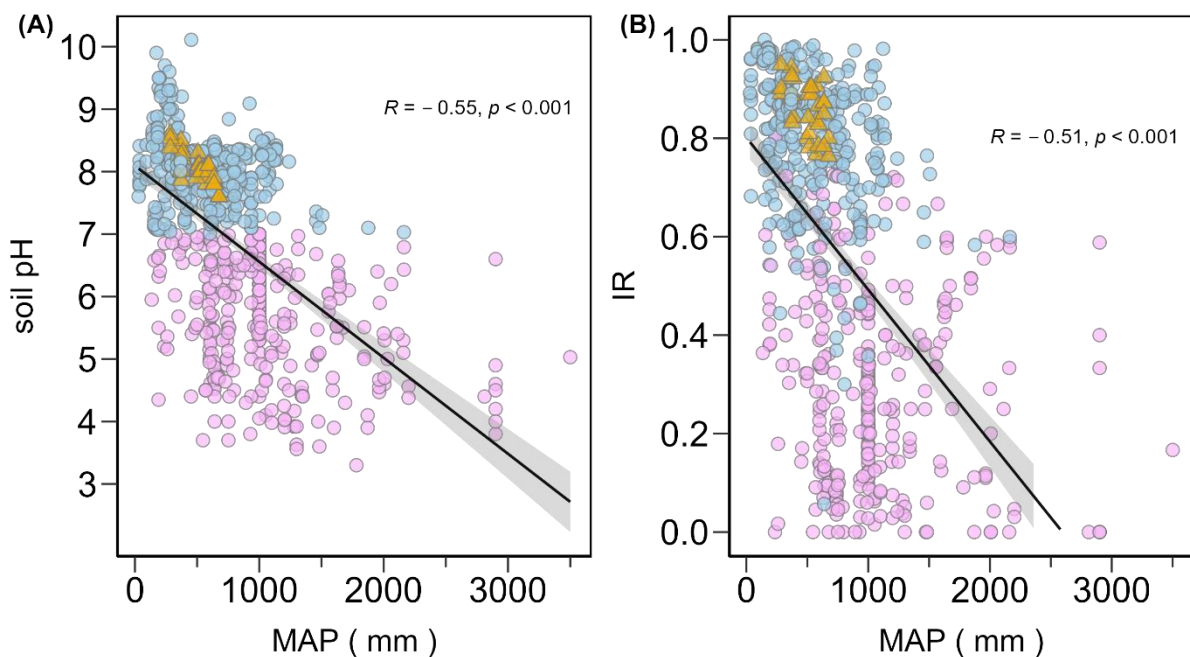 (A)
10
9
8
7
6
5
4
3
soil pH
R = − 0.55, p < 0.001
0 1000 2000 3000
MAP ( mm )
(B)
1.0
0.8
0.6
0.4
0.2
0.0
IR
R = − 0.51, p < 0.001
0 1000 2000 3000
MAP ( mm )